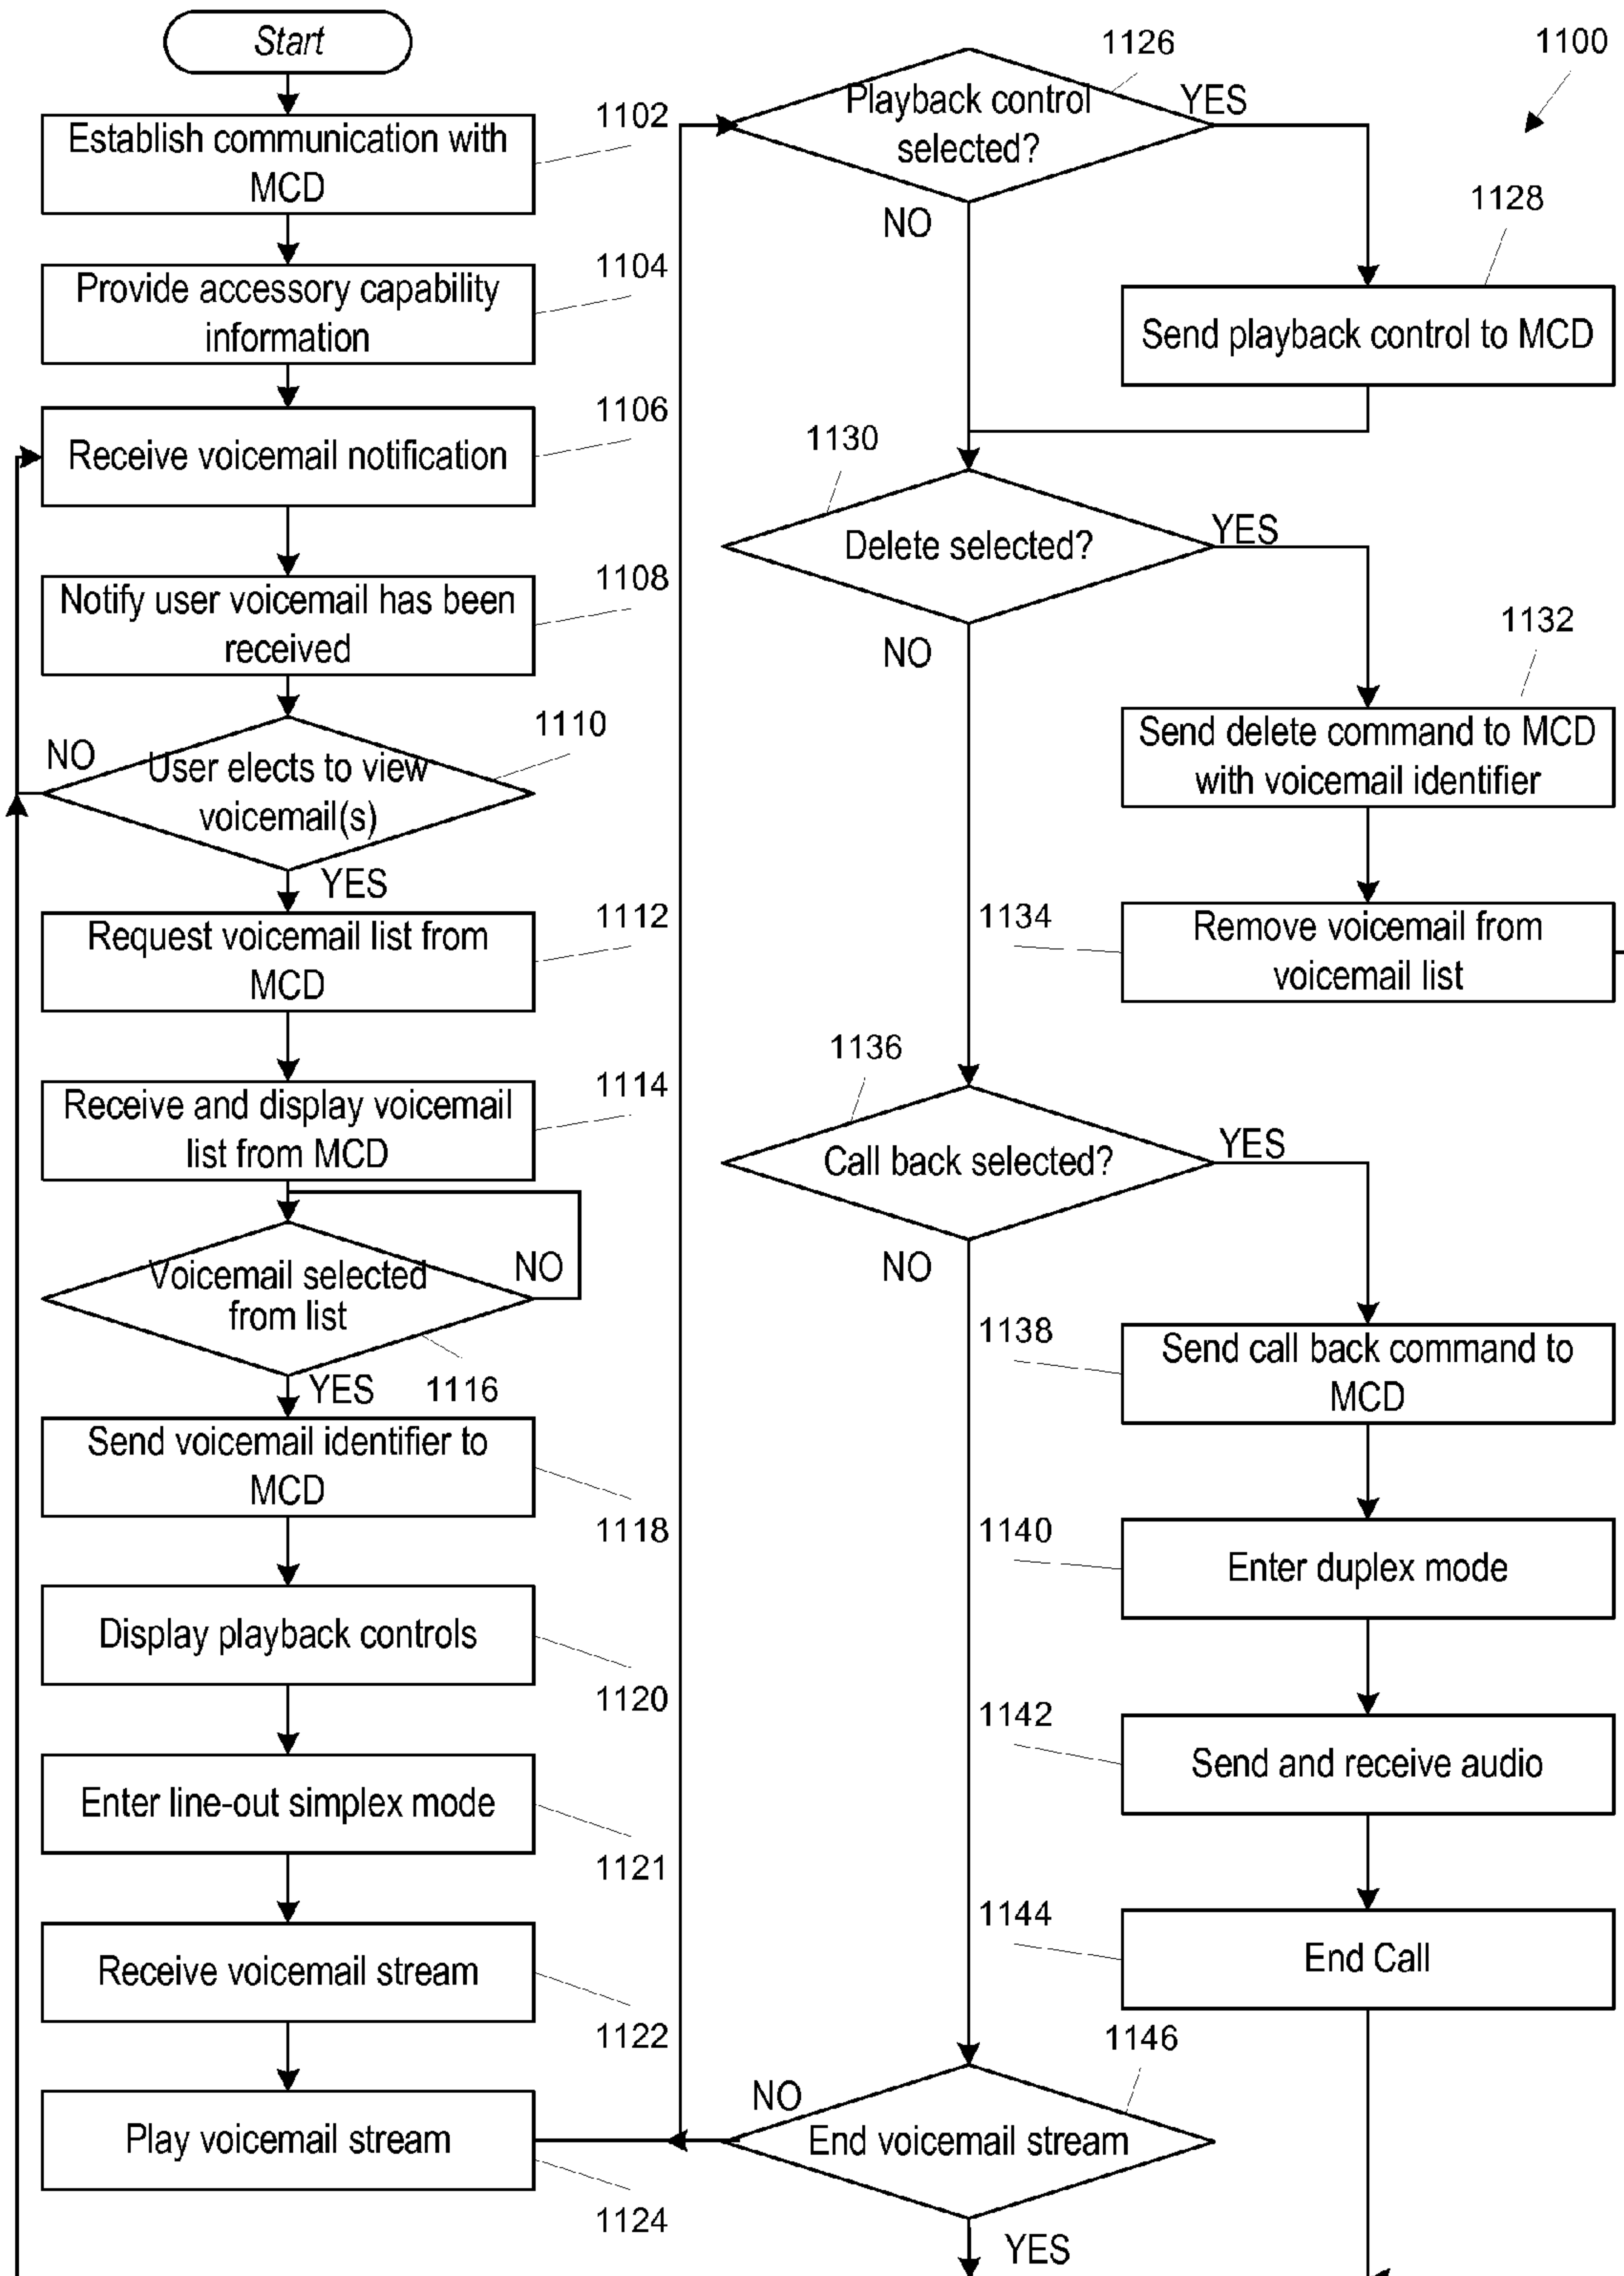 Start
Establish communication with
MCD
1102
Provide accessory capability
information
1104
Receive voicemail notification
1106
Notify user voicemail has been
received
1108
User elects to view
voicemail(s)
1110
NO
YES
Request voicemail list from
MCD
1112
Receive and display voicemail
list from MCD
1114
Voicemail selected
from list
NO
YES
1116
Send voicemail identifier to
MCD
1118
Display playback controls
1120
Enter line-out simplex mode
1121
Receive voicemail stream
1122
Play voicemail stream
1124
1126
Playback control
selected?
YES
NO
1100
1128
Send playback control to MCD
1130
Delete selected?
YES
NO
1132
Send delete command to MCD
with voicemail identifier
1134
Remove voicemail from
voicemail list
1136
Call back selected?
YES
NO
1138
Send call back command to
MCD
1140
Enter duplex mode
1142
Send and receive audio
1144
End Call
1146
NO
End voicemail stream
YES